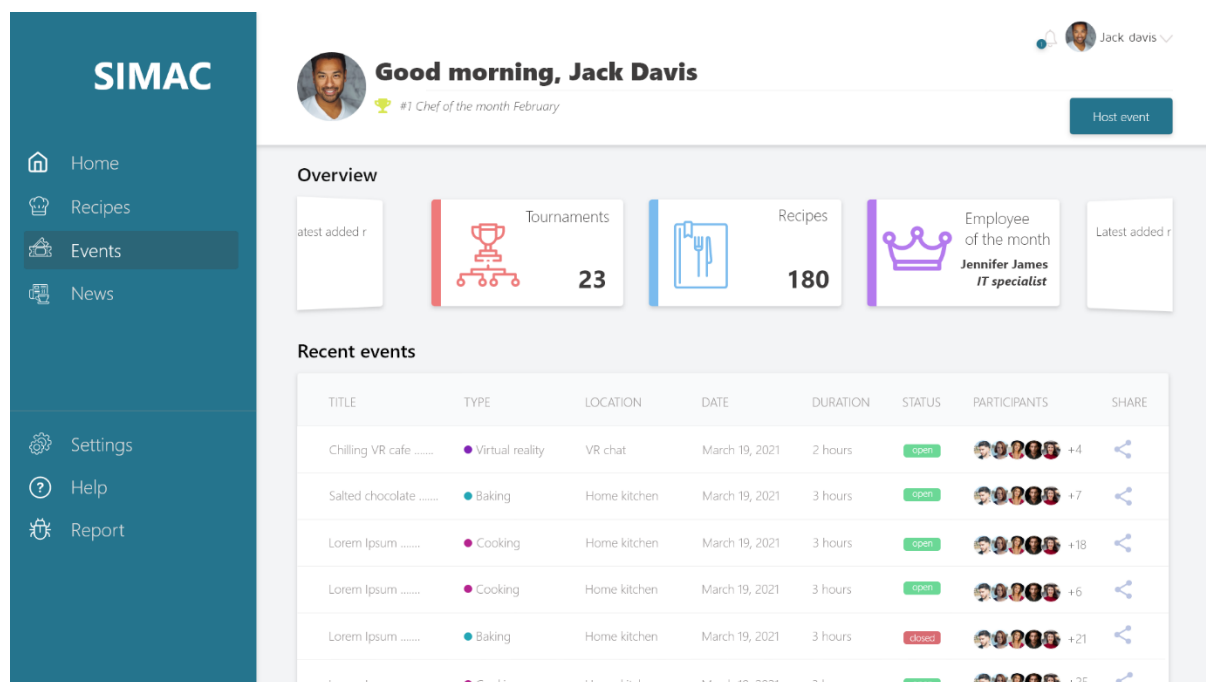 SIMAC
Home
Recipes
Events
News
Settings
Help
Report
Jack davis
Good morning, Jack Davis
#1 Chef of the month February
Host event
Overview
atest added r
Tournaments
23
Recipes
180
Employee
of the month
Jennifer James
IT specialist
Latest added r
Recent events
TITLE TYPE LOCATION DATE DURATION STATUS PARTICIPANTS SHARE
Chilling VR cafe ....... Virtual reality VR chat March 19, 2021 2 hours open +4
Salted chocolate ....... Baking Home kitchen March 19, 2021 3 hours open +7
Lorem Ipsum ....... Cooking Home kitchen March 19, 2021 3 hours open +18
Lorem Ipsum ....... Cooking Home kitchen March 19, 2021 3 hours open +6
Lorem Ipsum ....... Baking Home kitchen March 19, 2021 3 hours closed +21